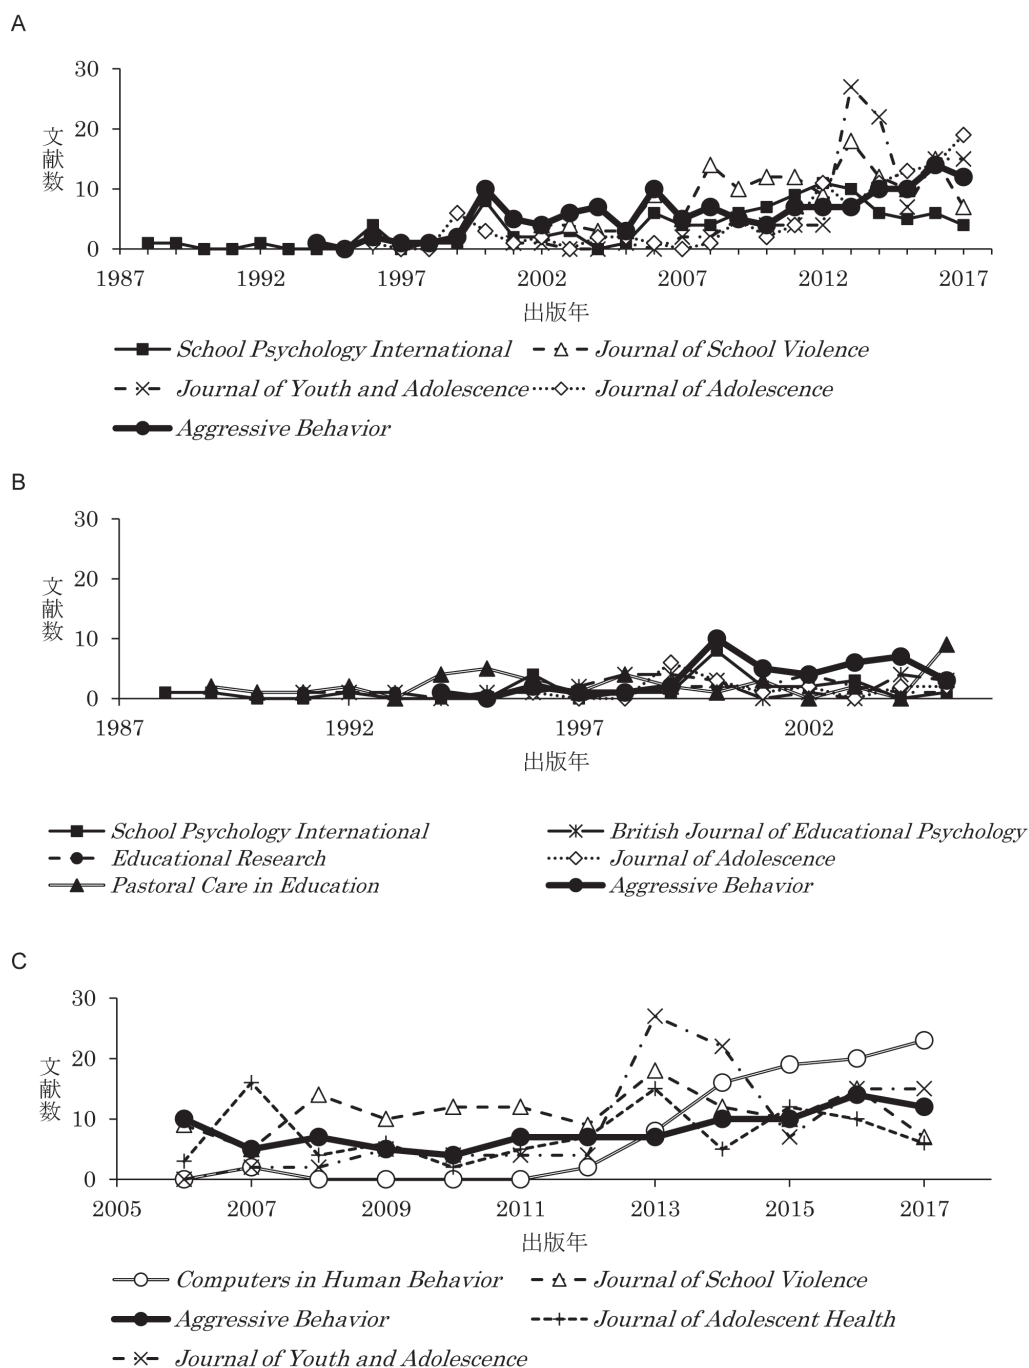 A
30
20
10
0
文献数
1987 1992 1997 2002 2007 2012 2017
出版年
School Psychology International Journal of School Violence
Journal of Youth and Adolescence Journal of Adolescence
Aggressive Behavior
B
30
20
10
0
文献数
1987 1992 1997 2002
出版年
School Psychology International British Journal of Educational Psychology
Educational Research Journal of Adolescence
Pastoral Care in Education Aggressive Behavior
C
30
20
10
0
文献数
2005 2007 2009 2011 2013 2015 2017
出版年
Computers in Human Behavior Journal of School Violence
Aggressive Behavior Journal of Adolescent Health
Journal of Youth and Adolescence